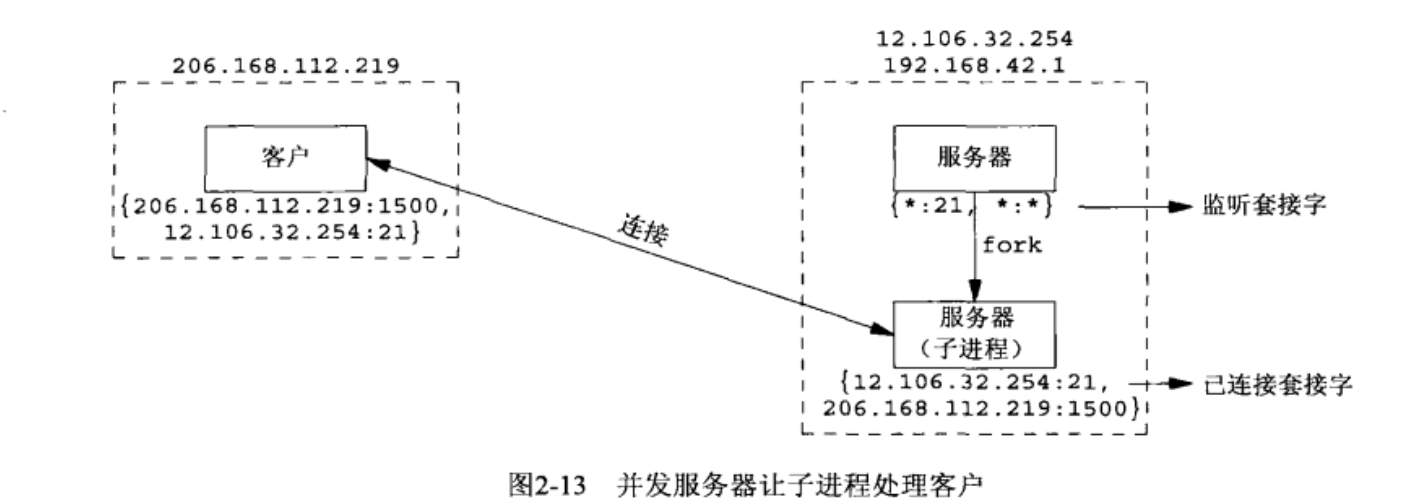 206.168.112.219
客户
{206.168.112.219:1500,
12.106.32.254:21}
连接
12.106.32.254
192.168.42.1
服务器
{*:21, *:*}
监听套接字
fork
服务器
（子进程）
{12.106.32.254:21,
206.168.112.219:1500}
已连接套接字
图2-13 并发服务器让子进程处理客户